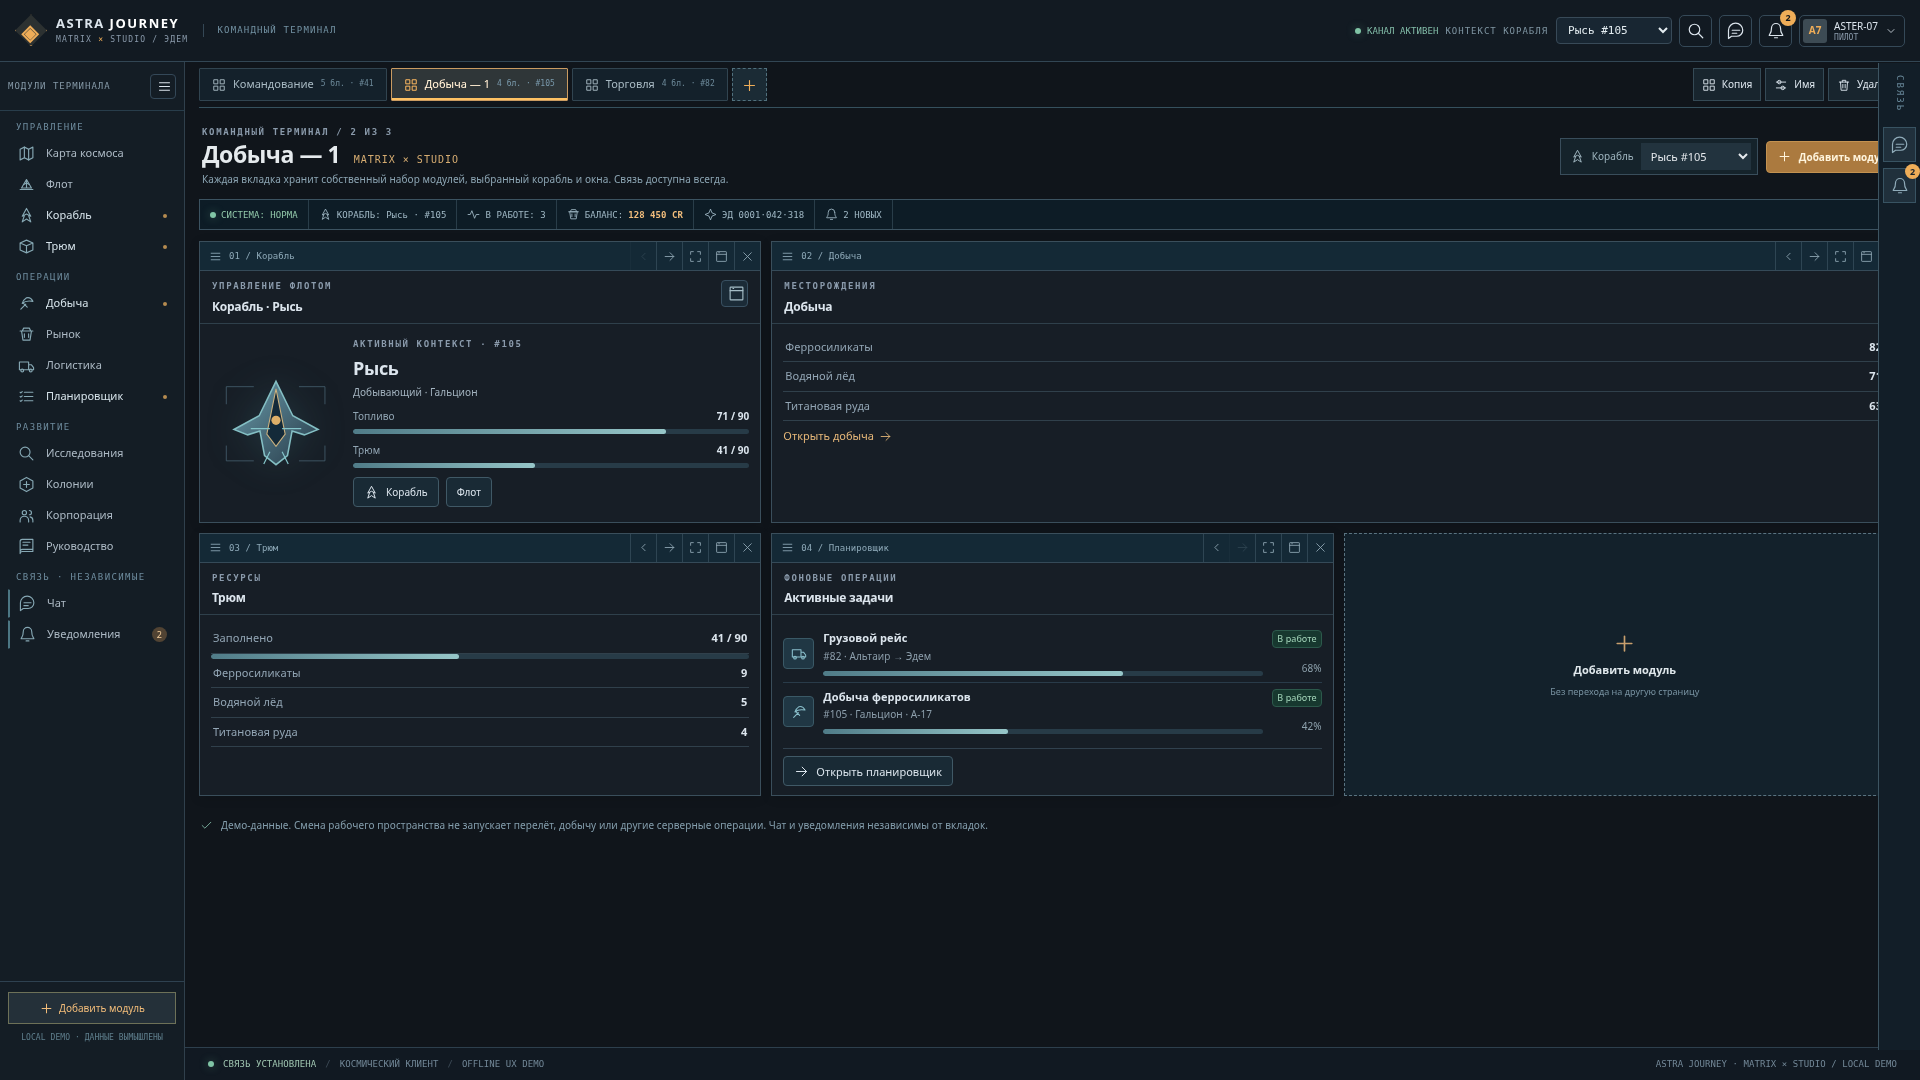 ASTRA JOURNEY
MATRIX × STUDIO / ЭДЕМ
КОМАНДНЫЙ ТЕРМИНАЛ
КАНАЛ АКТИВЕН
КОНТЕКСТ КОРАБЛЯ
Рысь #105
2
A7
ASTER-07
ПИЛОТ
МОДУЛИ ТЕРМИНАЛА
УПРАВЛЕНИЕ
Карта космоса
Флот
Корабль
Трюм
ОПЕРАЦИИ
Добыча
Рынок
Логистика
Планировщик
РАЗВИТИЕ
Исследования
Колонии
Корпорация
Руководство
СВЯЗЬ · НЕЗАВИСИМЫЕ
Чат
Уведомления 2
Добавить модуль
LOCAL DEMO · ДАННЫЕ ВЫМЫШЛЕНЫ
Командование 5 бл. · #41
Добыча — 1 4 бл. · #105
Торговля 4 бл. · #82
Копия
Имя
Удал
КОМАНДНЫЙ ТЕРМИНАЛ / 2 ИЗ 3
Добыча — 1 MATRIX × STUDIO
Каждая вкладка хранит собственный набор модулей, выбранный корабль и окна. Связь доступна всегда.
Корабль Рысь #105
Добавить моду
СИСТЕМА: НОРМА
КОРАБЛЬ: Рысь · #105
В РАБОТЕ: 3
БАЛАНС: 128 450 CR
ЭД 0001·042·318
2 НОВЫХ
01 / Корабль
УПРАВЛЕНИЕ ФЛОТОМ
Корабль · Рысь
АКТИВНЫЙ КОНТЕКСТ · #105
Рысь
Добывающий · Гальцион
Топливо 71 / 90
Трюм 41 / 90
Корабль
Флот
02 / Добыча
МЕСТОРОЖДЕНИЯ
Добыча
Ферросиликаты 82
Водяной лёд 71
Титановая руда 63
Открыть добыча
03 / Трюм
РЕСУРСЫ
Трюм
Заполнено 41 / 90
Ферросиликаты 9
Водяной лёд 5
Титановая руда 4
04 / Планировщик
ФОНОВЫЕ ОПЕРАЦИИ
Активные задачи
Грузовой рейс В работе
#82 · Альтаир → Эдем 68%
Добыча ферросиликатов В работе
#105 · Гальцион · A-17 42%
Открыть планировщик
Добавить модуль
Без перехода на другую страницу
Демо-данные. Смена рабочего пространства не запускает перелёт, добычу или другие серверные операции. Чат и уведомления независимы от вкладок.
СВЯЗЬ
2
СВЯЗЬ УСТАНОВЛЕНА / КОСМИЧЕСКИЙ КЛИЕНТ / OFFLINE UX DEMO
ASTRA JOURNEY · MATRIX × STUDIO / LOCAL DEMO